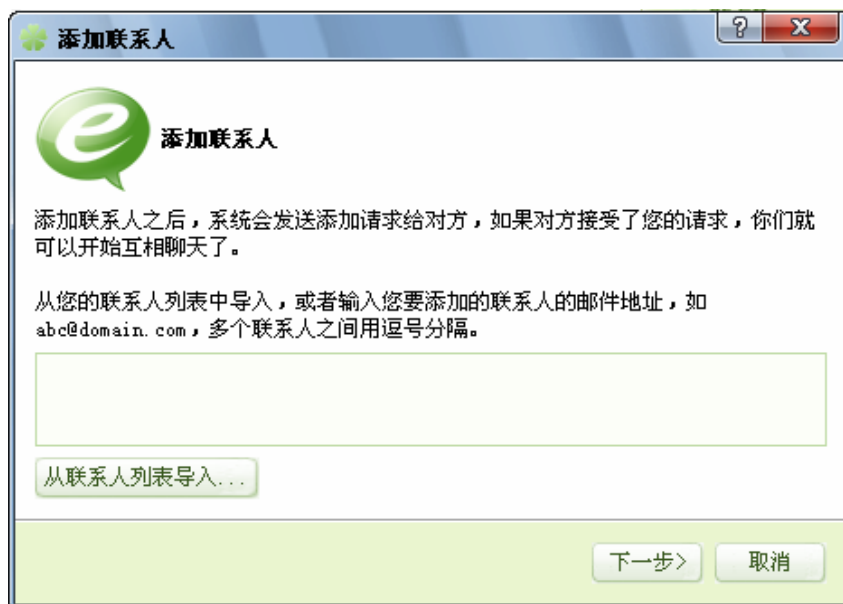 添加联系人
添加联系人
添加联系人之后，系统会发送添加请求给对方，如果对方接受了您的请求，你们就
可以开始互相聊天了。
从您的联系人列表中导入，或者输入您要添加的联系人的邮件地址，如
abc@domain.com，多个联系人之间用逗号分隔。
从联系人列表导入...
下一步> 取消